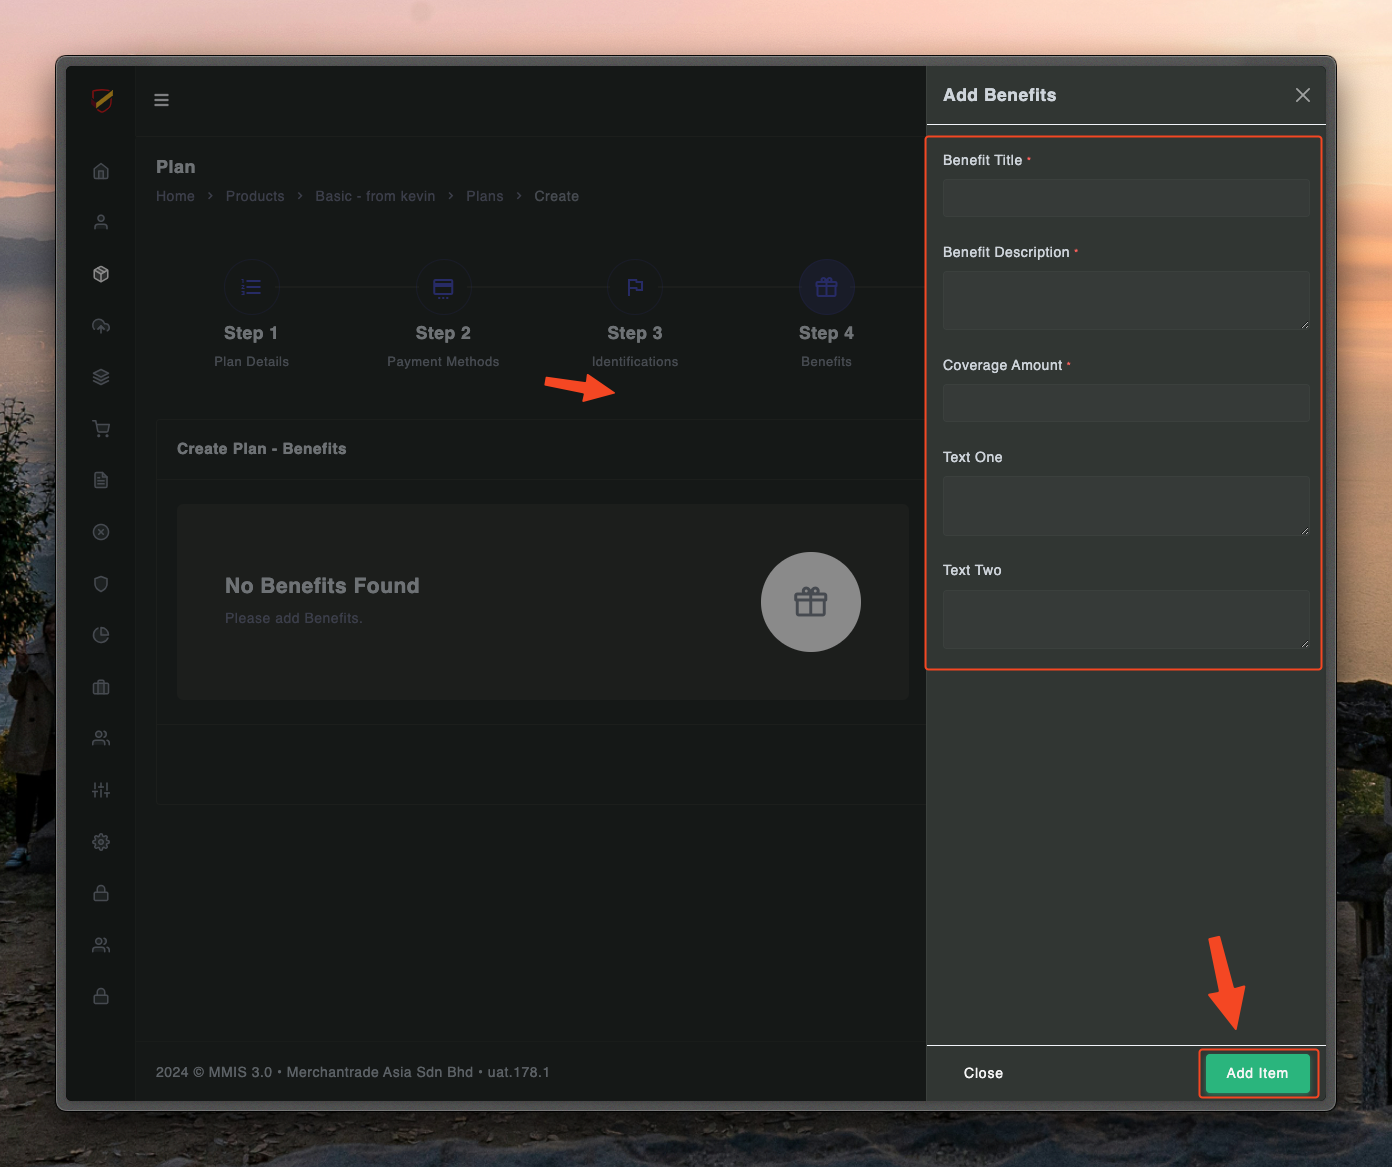 Plan
Home > Products > Basic - from kevin > Plans > Create
Step 1
Plan Details
Step 2
Payment Methods
Step 3
Identifications
Step 4
Benefits
Create Plan - Benefits
No Benefits Found
Please add Benefits.
2024 © MMIS 3.0 • Merchantrade Asia Sdn Bhd • uat.178.1
Add Benefits
Benefit Title *
Benefit Description *
Coverage Amount *
Text One
Text Two
Close
Add Item